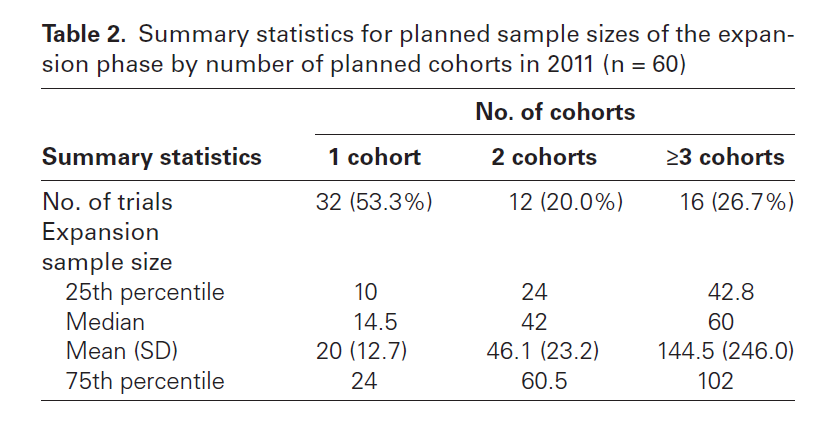 Table 2. Summary statistics for planned sample sizes of the expan-
sion phase by number of planned cohorts in 2011 (n = 60)
No. of cohorts
Summary statistics 1 cohort 2 cohorts ≥3 cohorts
No. of trials 32 (53.3%) 12 (20.0%) 16 (26.7%)
Expansion
sample size
25th percentile 10 24 42.8
Median 14.5 42 60
Mean (SD) 20 (12.7) 46.1 (23.2) 144.5 (246.0)
75th percentile 24 60.5 102